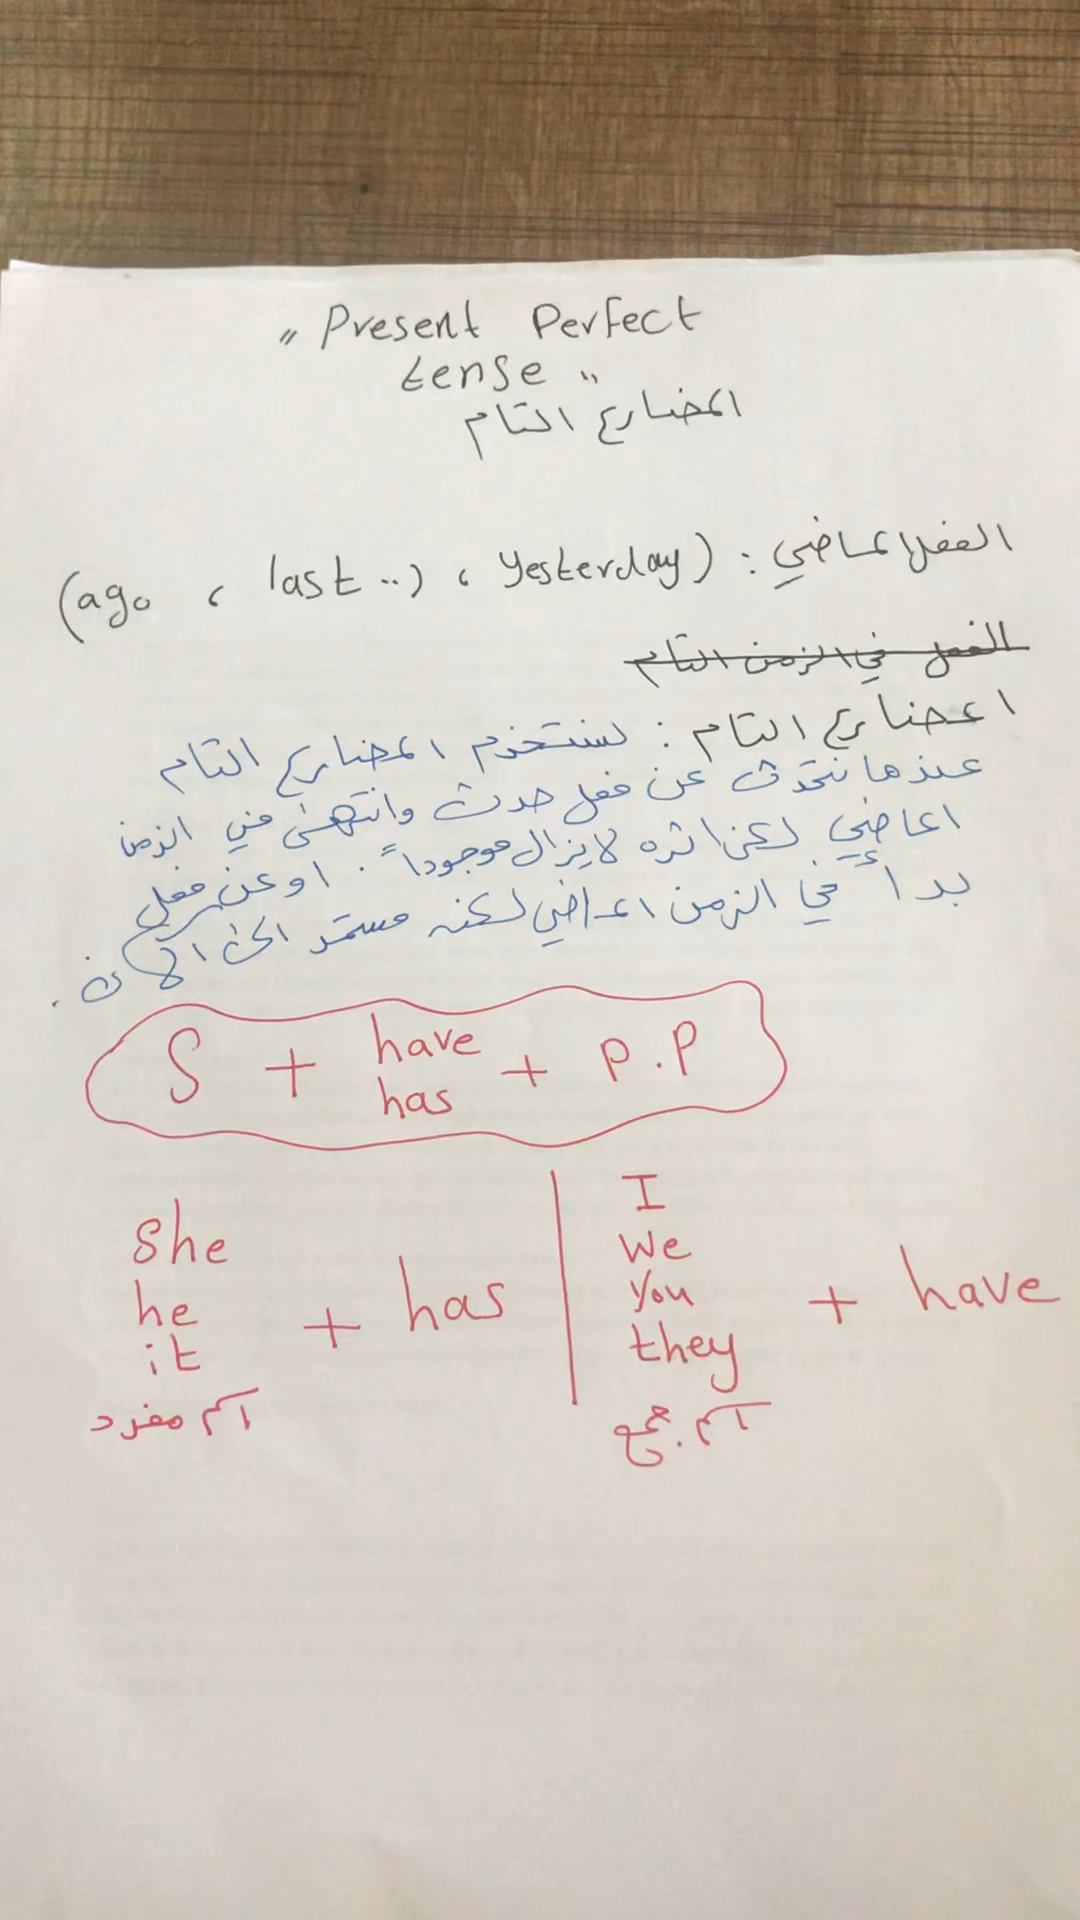 " Present Perfect
tense "
المضارع التام
الفعل الماضي : (ago ، last ..) ، Yesterday)
الفعل في الزمن التام
المضارع التام : نستخدم المضارع التام
عندما نتحدث عن فعل حدث وانتهى في الزمن
الماضي لكن اثره لا يزال موجوداً . او عن فعل
بدأ في الزمن الماضي لكنه مستمر الى الآن .
S + have + P.P
has
she
he
it
اسم مفرد
+ has
I
We
You
they
اسم جمع
+ have